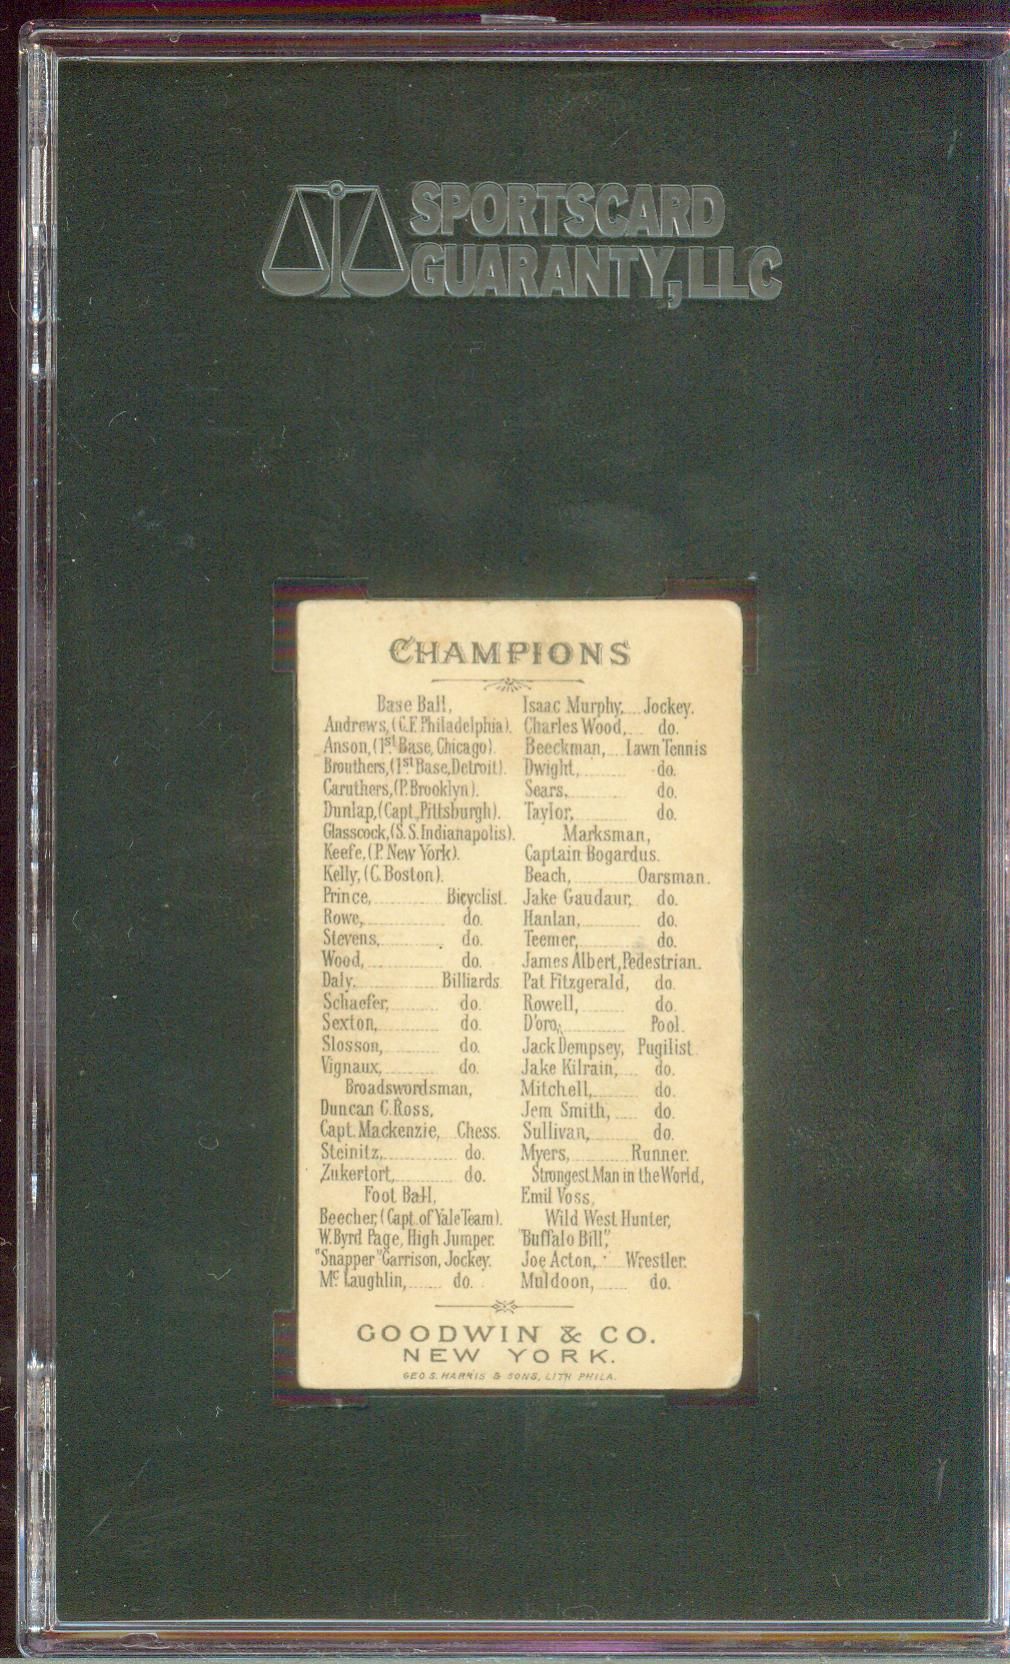 SPORTSCARD
GUARANTY, LLC
CHAMPIONS
Base Ball,
Andrews, (C.F. Philadelphia).
Anson, (1st Base, Chicago).
Brouthers, (1st Base, Detroit).
Caruthers, (P. Brooklyn).
Dunlap, (Capt. Pittsburgh).
Glasscock, (S. S. Indianapolis).
Keefe, (P. New York).
Kelly, (C. Boston).
Prince, Bicyclist.
Rowe, do.
Stevens, do.
Wood, do.
Daly, Billiards
Schaefer, do.
Sexton, do.
Slosson, do.
Vignaux, do.
Broadswordsman,
Duncan C. Ross,
Capt. Mackenzie, Chess.
Steinitz, do.
Zukertort, do.
Foot Ball,
Beecher, (Capt. of Yale Team).
W. Byrd Page, High Jumper.
"Snapper" Garrison, Jockey.
Mc Laughlin, do.
Isaac Murphy, Jockey.
Charles Wood, do.
Beeckman, Lawn Tennis
Dwight, do.
Sears, do.
Taylor, do.
Marksman,
Captain Bogardus.
Beach, Oarsman.
Jake Gaudaur, do.
Hanlan, do.
Teemer, do.
James Albert, Pedestrian.
Pat Fitzgerald, do.
Rowell, do.
D'oro, Pool.
Jack Dempsey, Pugilist.
Jake Kilrain, do.
Mitchell, do.
Jem Smith, do.
Sullivan, do.
Myers, Runner.
Strongest Man in the World,
Emil Voss,
Wild West Hunter,
"Buffalo Bill",
Joe Acton, Wrestler.
Muldoon, do.
GOODWIN & CO.
NEW YORK.
GEO S. HARRIS & SONS, LITH PHILA.